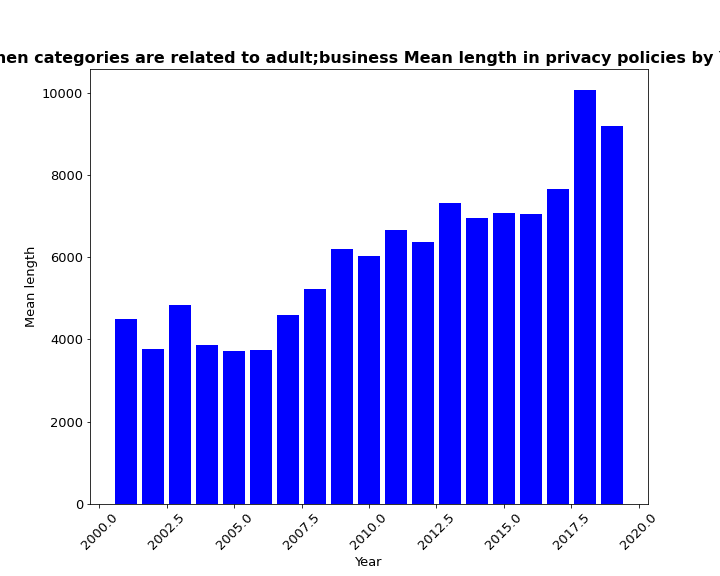 hen categories are related to adult;business Mean length in privacy policies by
10000
8000
6000
4000
2000
0
Mean length
2000.0 2002.5 2005.0 2007.5 2010.0 2012.5 2015.0 2017.5 2020.0
Year